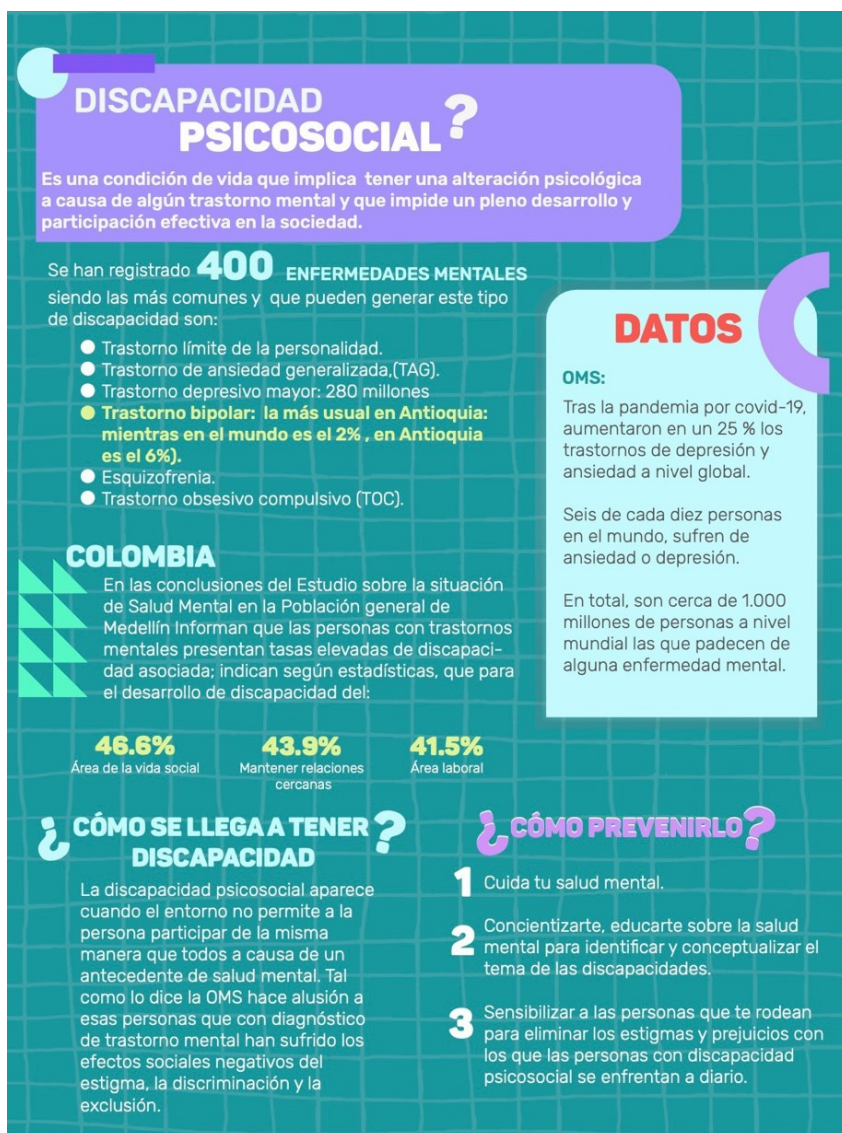 DISCAPACIDAD
PSICOSOCIAL?
Es una condición de vida que implica tener una alteración psicológica
a causa de algún trastorno mental y que impide un pleno desarrollo y
participación efectiva en la sociedad.
Se han registrado 400 ENFERMEDADES MENTALES
siendo las más comunes y que pueden generar este tipo
de discapacidad son:
Trastorno límite de la personalidad.
Trastorno de ansiedad generalizada,(TAG).
Trastorno depresivo mayor: 280 millones
Trastorno bipolar: la más usual en Antioquia:
mientras en el mundo es el 2% , en Antioquia
es el 6%).
Esquizofrenia.
Trastorno obsesivo compulsivo (TOC).
DATOS
OMS:
Tras la pandemia por covid-19,
aumentaron en un 25 % los
trastornos de depresión y
ansiedad a nivel global.
Seis de cada diez personas
en el mundo, sufren de
ansiedad o depresión.
En total, son cerca de 1.000
millones de personas a nivel
mundial las que padecen de
alguna enfermedad mental.
COLOMBIA
En las conclusiones del Estudio sobre la situación
de Salud Mental en la Población general de
Medellín Informan que las personas con trastornos
mentales presentan tasas elevadas de discapaci-
dad asociada; indican según estadísticas, que para
el desarrollo de discapacidad del:
46.6%
Área de la vida social
43.9%
Mantener relaciones
cercanas
41.5%
Área laboral
¿CÓMO SE LLEGA A TENER
DISCAPACIDAD?
La discapacidad psicosocial aparece
cuando el entorno no permite a la
persona participar de la misma
manera que todos a causa de un
antecedente de salud mental. Tal
como lo dice la OMS hace alusión a
esas personas que con diagnóstico
de trastorno mental han sufrido los
efectos sociales negativos del
estigma, la discriminación y la
exclusión.
¿CÓMO PREVENIRLO?
1 Cuida tu salud mental.
2 Concientizarte, educarte sobre la salud
mental para identificar y conceptualizar el
tema de las discapacidades.
3 Sensibilizar a las personas que te rodean
para eliminar los estigmas y prejuicios con
los que las personas con discapacidad
psicosocial se enfrentan a diario.